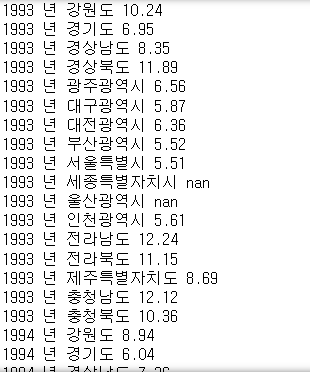 1993 년 강원도 10.24
1993 년 경기도 6.95
1993 년 경상남도 8.35
1993 년 경상북도 11.89
1993 년 광주광역시 6.56
1993 년 대구광역시 5.87
1993 년 대전광역시 6.36
1993 년 부산광역시 5.52
1993 년 서울특별시 5.51
1993 년 세종특별자치시 nan
1993 년 울산광역시 nan
1993 년 인천광역시 5.61
1993 년 전라남도 12.24
1993 년 전라북도 11.15
1993 년 제주특별자치도 8.69
1993 년 충청남도 12.12
1993 년 충청북도 10.36
1994 년 강원도 8.94
1994 년 경기도 6.04
1994 년 경상남도